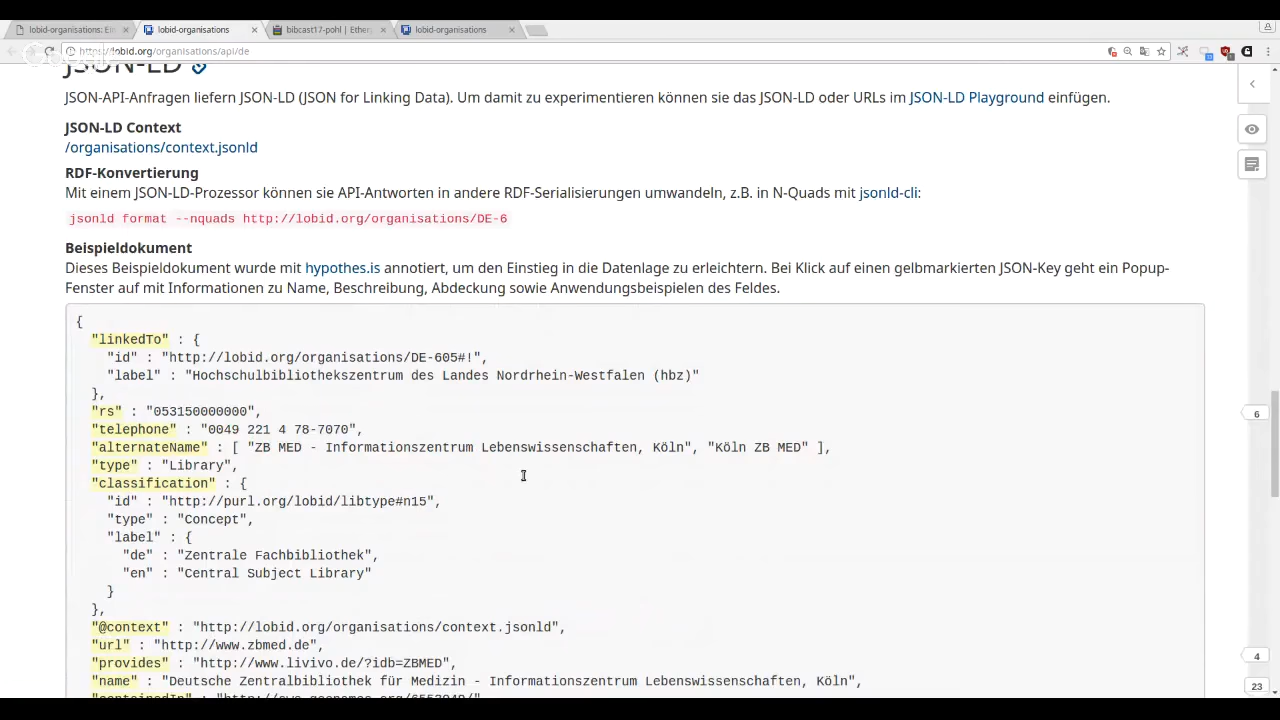 lobid-organisations: Ei
lobid-organisations
bibcast17-pohl | Ether
lobid-organisations
lobid.org/organisations/api/de
JSON-LD
JSON-API-Anfragen liefern JSON-LD (JSON for Linking Data). Um damit zu experimentieren können sie das JSON-LD oder URLs im JSON-LD Playground einfügen.
JSON-LD Context
/organisations/context.jsonld
RDF-Konvertierung
Mit einem JSON-LD-Prozessor können sie API-Antworten in andere RDF-Serialisierungen umwandeln, z.B. in N-Quads mit jsonld-cli:
jsonld format --nquads http://lobid.org/organisations/DE-6
Beispieldokument
Dieses Beispieldokument wurde mit hypothes.is annotiert, um den Einstieg in die Datenlage zu erleichtern. Bei Klick auf einen gelbmarkierten JSON-Key geht ein Popup-
Fenster auf mit Informationen zu Name, Beschreibung, Abdeckung sowie Anwendungsbeispielen des Feldes.
{
"linkedTo" : {
"id" : "http://lobid.org/organisations/DE-605#!",
"label" : "Hochschulbibliothekszentrum des Landes Nordrhein-Westfalen (hbz)"
},
"rs" : "053150000000",
"telephone" : "0049 221 4 78-7070",
"alternateName" : [ "ZB MED - Informationszentrum Lebenswissenschaften, Köln", "Köln ZB MED" ],
"type" : "Library",
"classification" : {
"id" : "http://purl.org/lobid/libtype#n15",
"type" : "Concept",
"label" : {
"de" : "Zentrale Fachbibliothek",
"en" : "Central Subject Library"
}
},
"@context" : "http://lobid.org/organisations/context.jsonld",
"url" : "http://www.zbmed.de",
"provides" : "http://www.livivo.de/?idb=ZBMED",
"name" : "Deutsche Zentralbibliothek für Medizin - Informationszentrum Lebenswissenschaften, Köln",
6
4
23